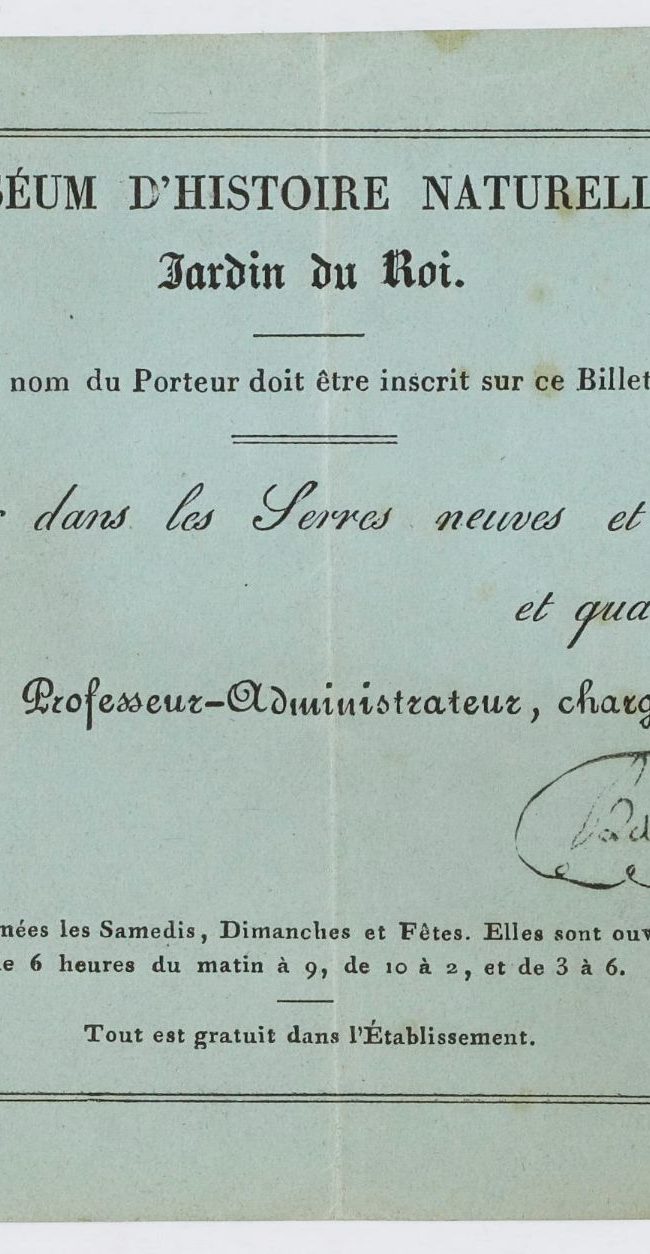 SÉUM D'HISTOIRE NATURELL
Jardin du Roi.
nom du Porteur doit être inscrit sur ce Billet
dans les Serres neuves et
et qua
Professeur-Administrateur, charg
mées les Samedis, Dimanches et Fêtes. Elles sont ouv
e 6 heures du matin à 9, de 10 à 2, et de 3 à 6.
Tout est gratuit dans l'Établissement.